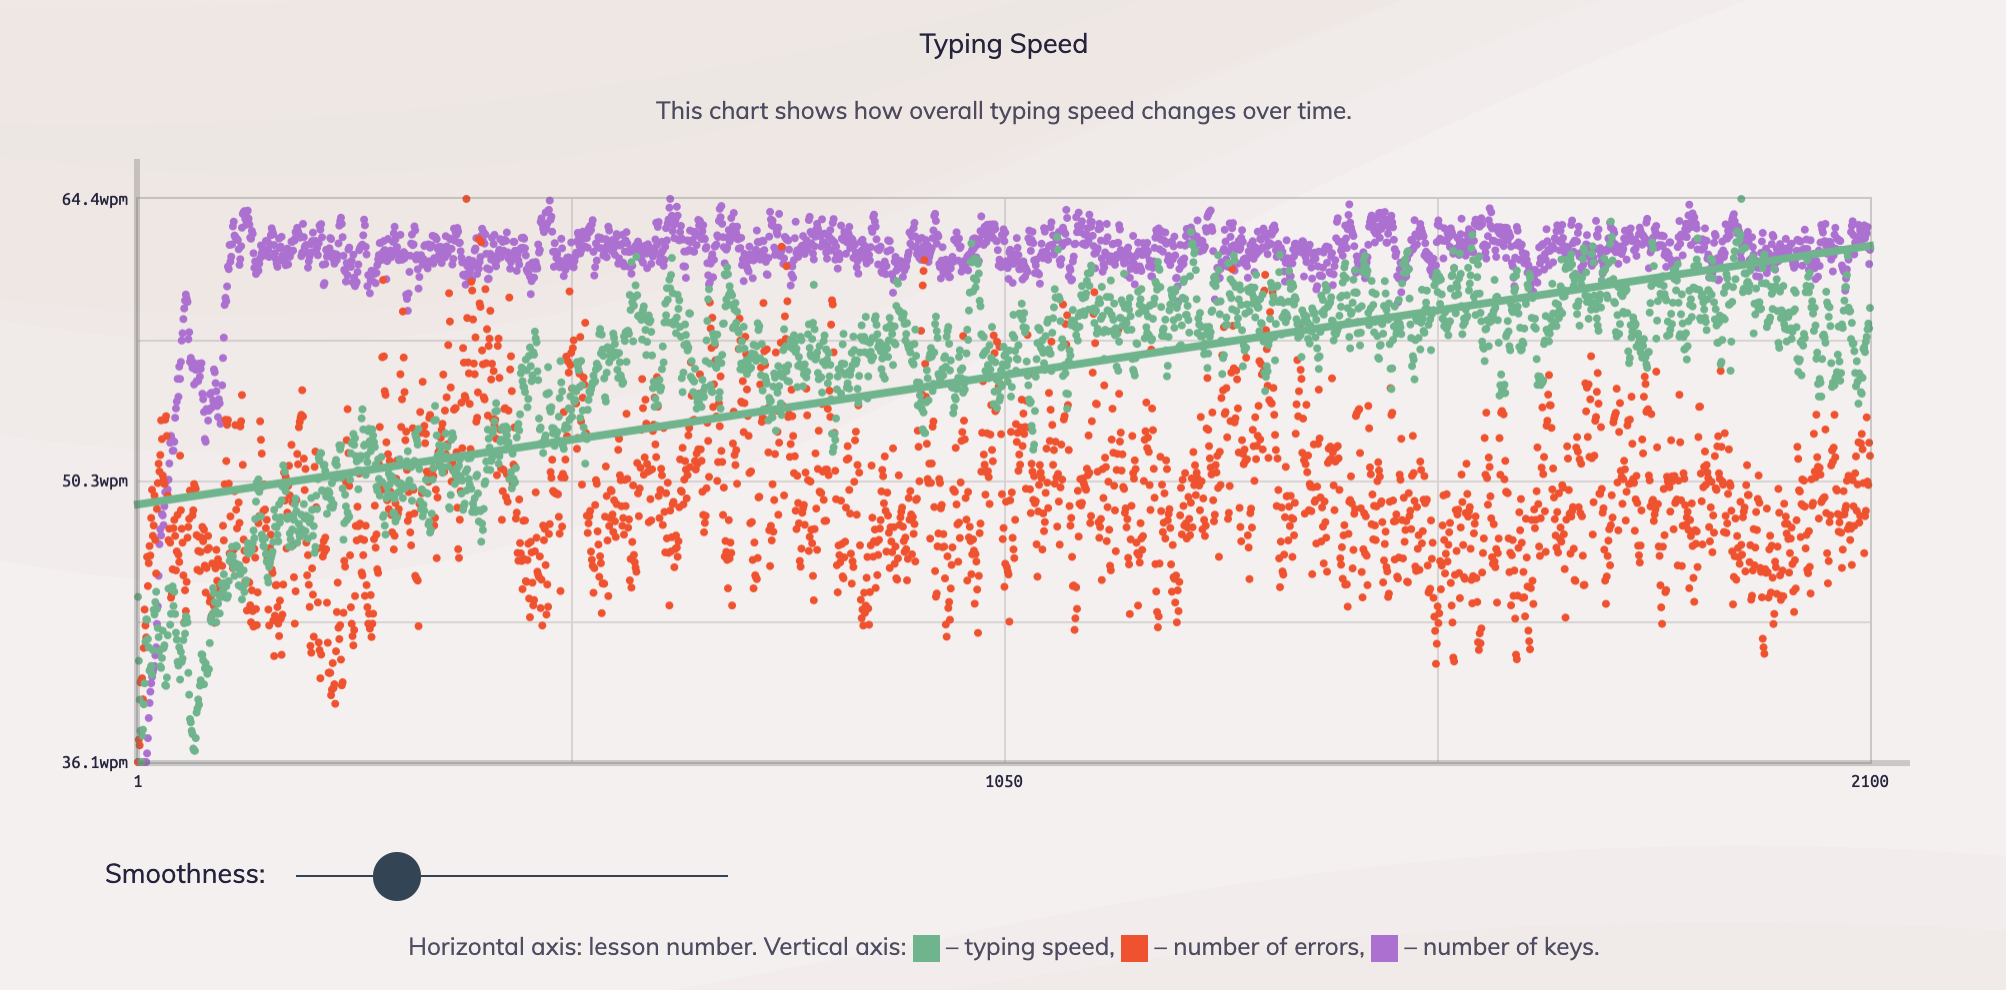 Typing Speed
This chart shows how overall typing speed changes over time.
64.4wpm
50.3wpm
36.1wpm
1 1050 2100
Smoothness:
Horizontal axis: lesson number. Vertical axis: – typing speed, – number of errors, – number of keys.